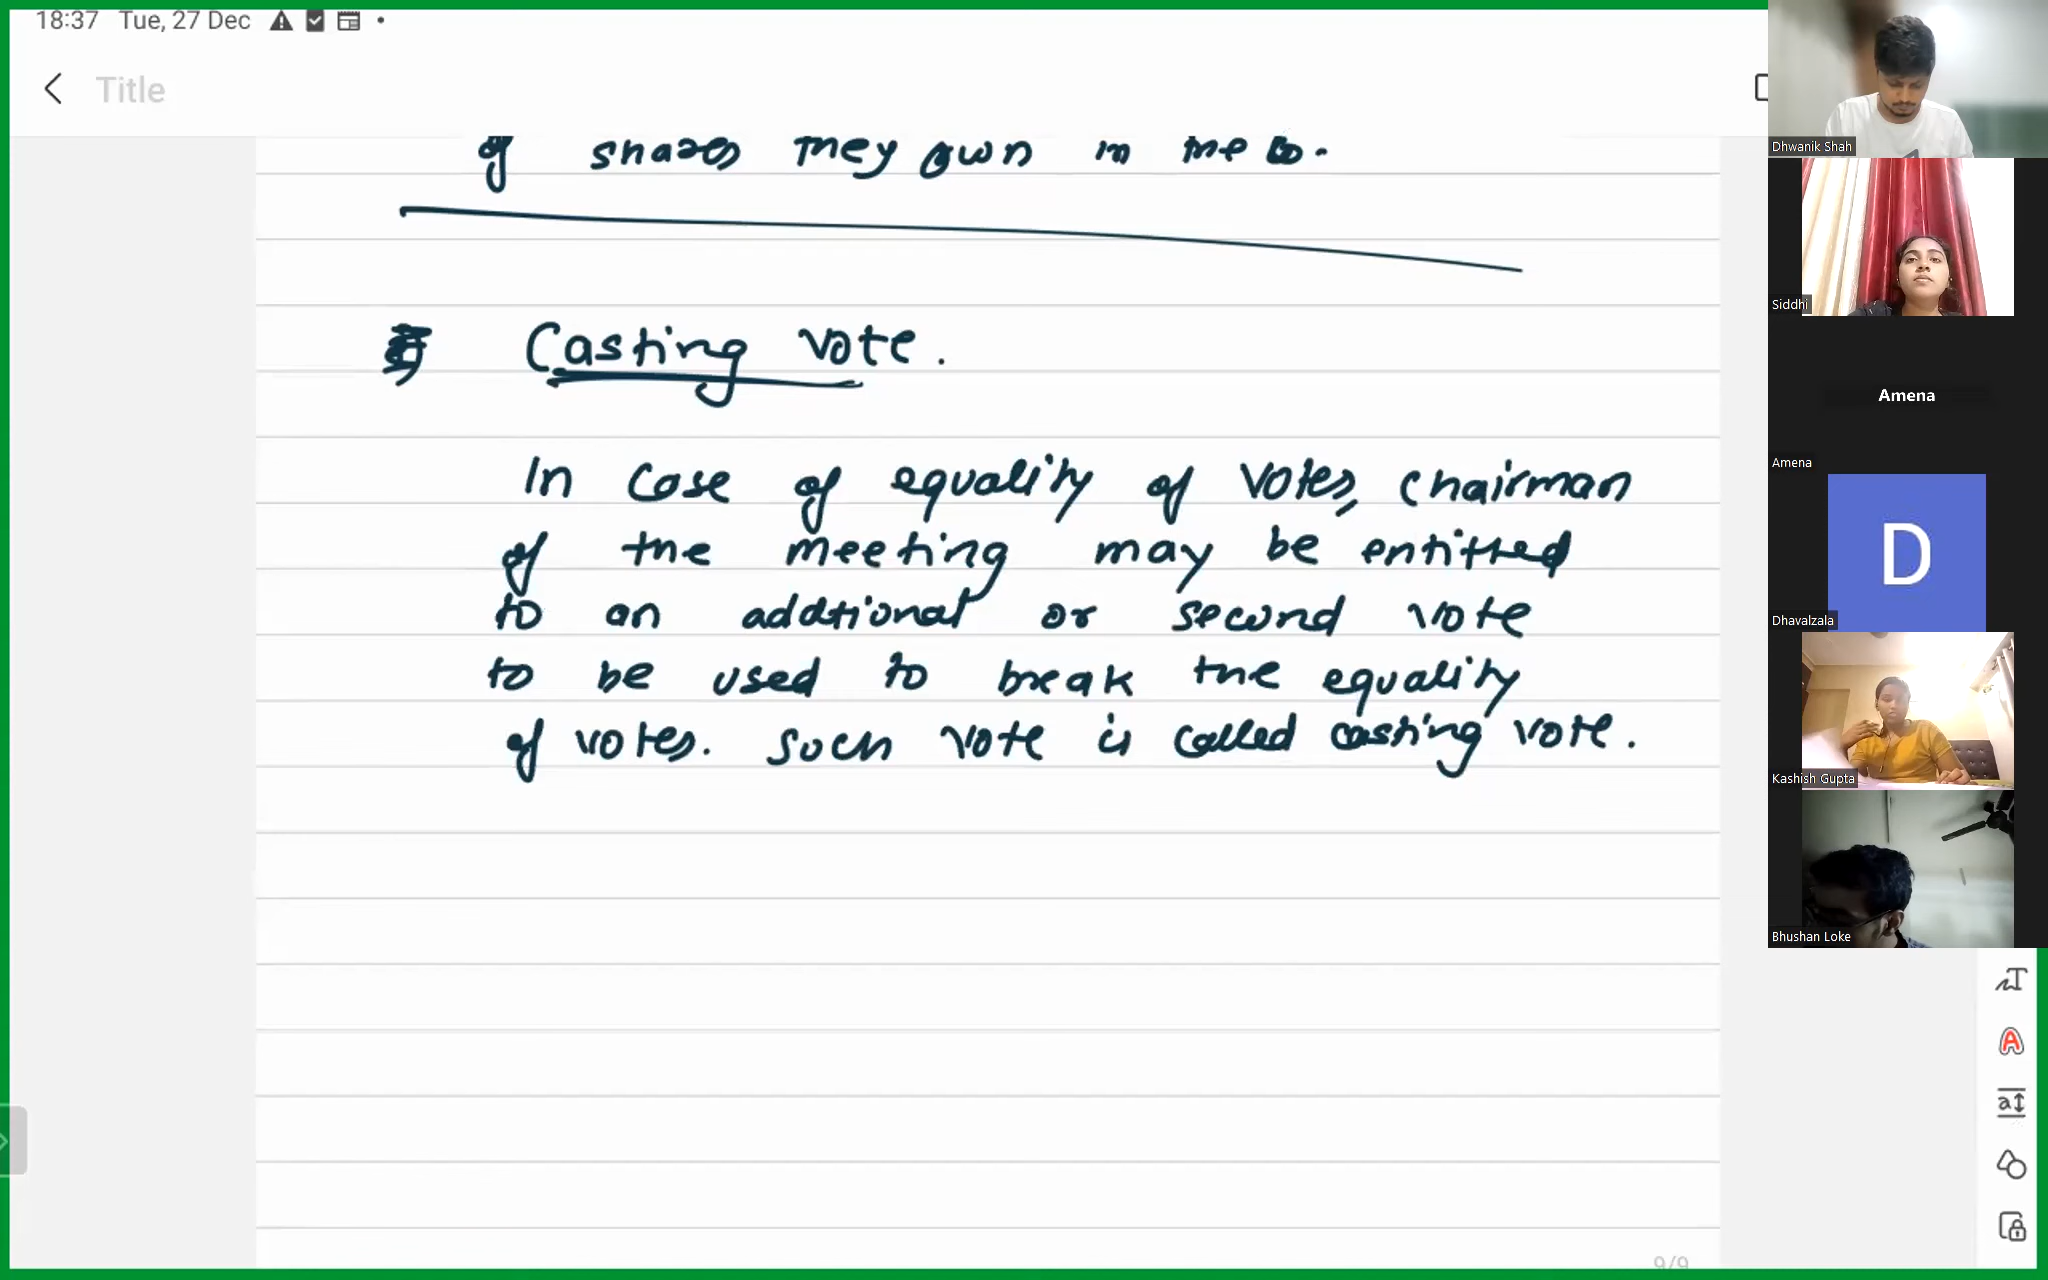 18:37 Tue, 27 Dec
Title
of shares they own in the co.
Casting vote.
In case of equality of votes, chairman
of the meeting may be entitled
to an addtional or second vote
to be used to break the equality
of votes. Such vote is called casting vote.
9/9
Dhwanik Shah
Siddhi
Amena
Amena
D
Dhavalzala
Kashish Gupta
Bhushan Loke
T
A
a